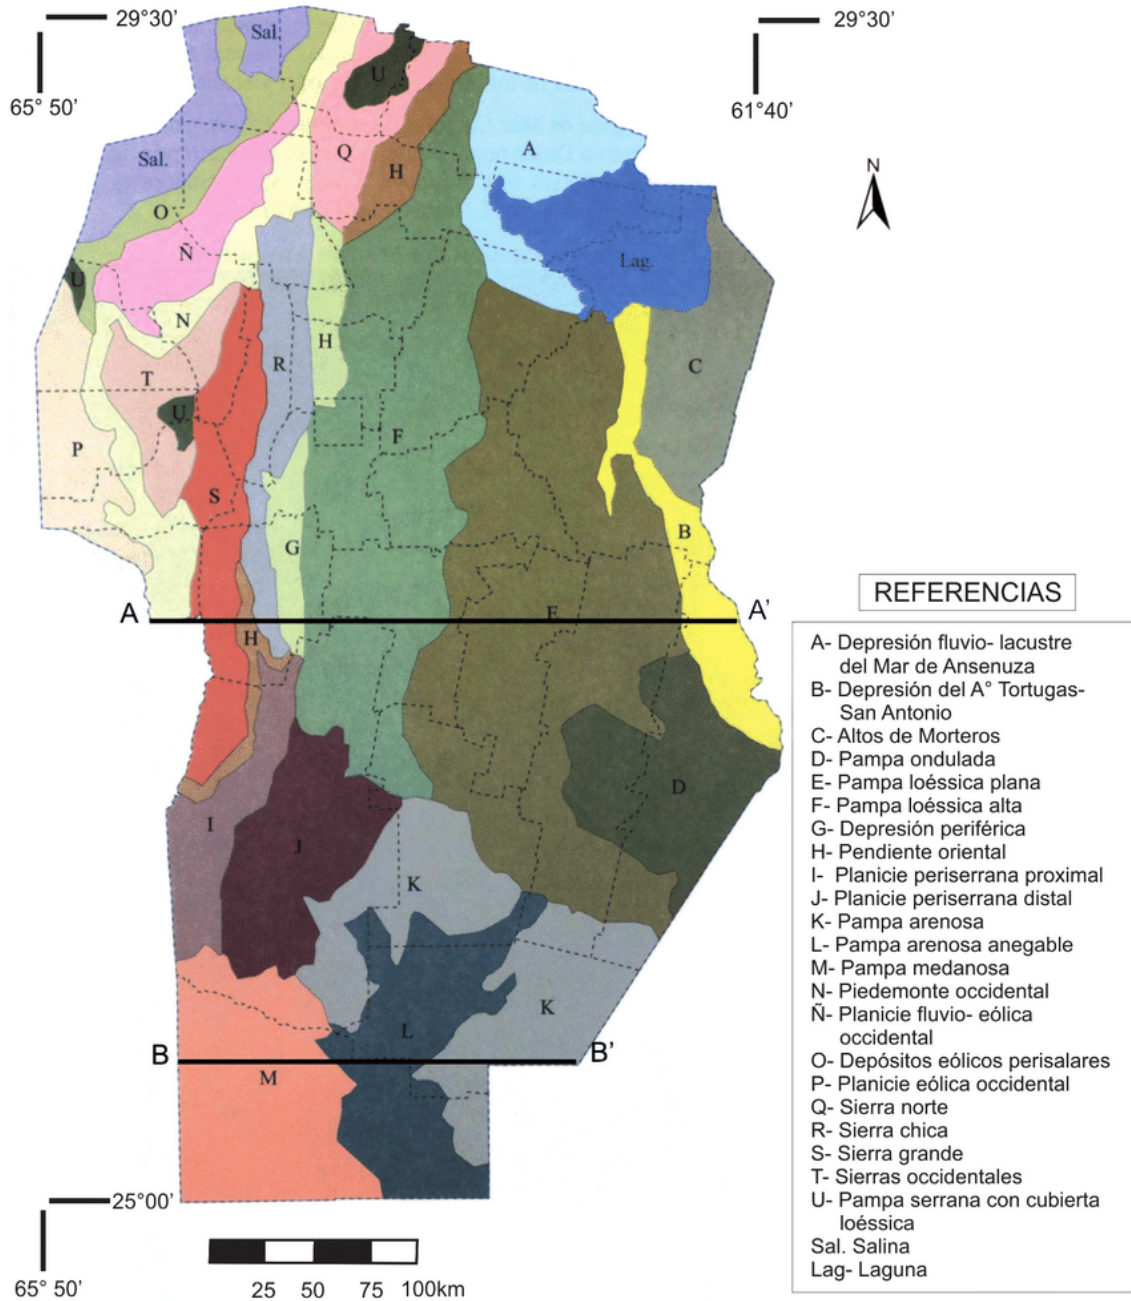 29°30’
29°30’
65° 50’
61°40’
N
Sal.
U
Q
A
Sal.
H
O
Ñ
Lag.
U
N
H
R
C
T
U
F
P
S
B
G
A
A’
E
H
D
I
J
K
K
L
B
B’
M
25°00’
65° 50’
25 50 75 100km
REFERENCIAS
A- Depresión fluvio- lacustre
del Mar de Ansenuza
B- Depresión del A° Tortugas-
San Antonio
C- Altos de Morteros
D- Pampa ondulada
E- Pampa loéssica plana
F- Pampa loéssica alta
G- Depresión periférica
H- Pendiente oriental
I- Planicie periserrana proximal
J- Planicie periserrana distal
K- Pampa arenosa
L- Pampa arenosa anegable
M- Pampa medanosa
N- Piedemonte occidental
Ñ- Planicie fluvio- eólica
occidental
O- Depósitos eólicos perisalares
P- Planicie eólica occidental
Q- Sierra norte
R- Sierra chica
S- Sierra grande
T- Sierras occidentales
U- Pampa serrana con cubierta
loéssica
Sal. Salina
Lag- Laguna